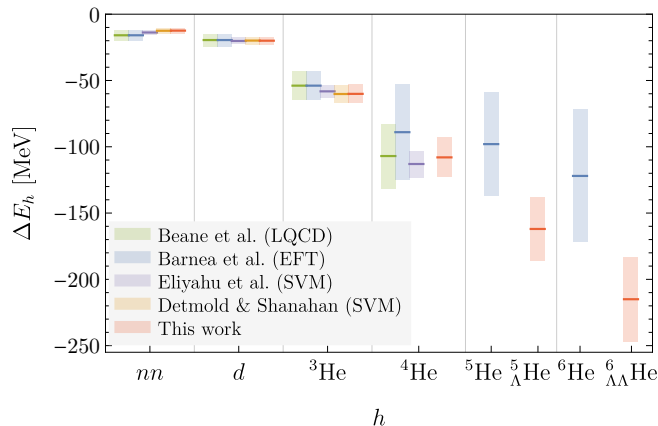 0
−50
−100
−150
−200
−250
ΔE_h [MeV]
Beane et al. (LQCD)
Barnea et al. (EFT)
Eliyahu et al. (SVM)
Detmold & Shanahan (SVM)
This work
nn d ³He ⁴He ⁵He ⁵_ΛHe ⁶He ⁶_ΛΛHe
h